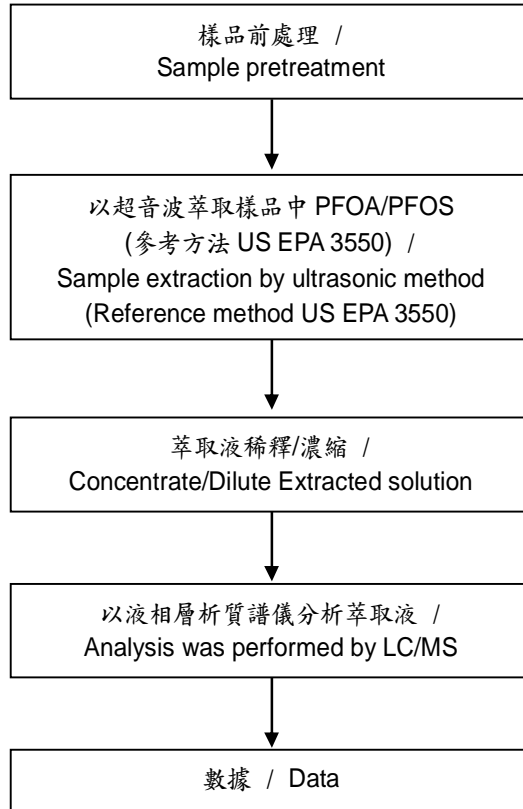 樣品前處理 /
Sample pretreatment
以超音波萃取樣品中 PFOA/PFOS
(參考方法 US EPA 3550) /
Sample extraction by ultrasonic method
(Reference method US EPA 3550)
萃取液稀釋/濃縮 /
Concentrate/Dilute Extracted solution
以液相層析質譜儀分析萃取液 /
Analysis was performed by LC/MS
數據 / Data